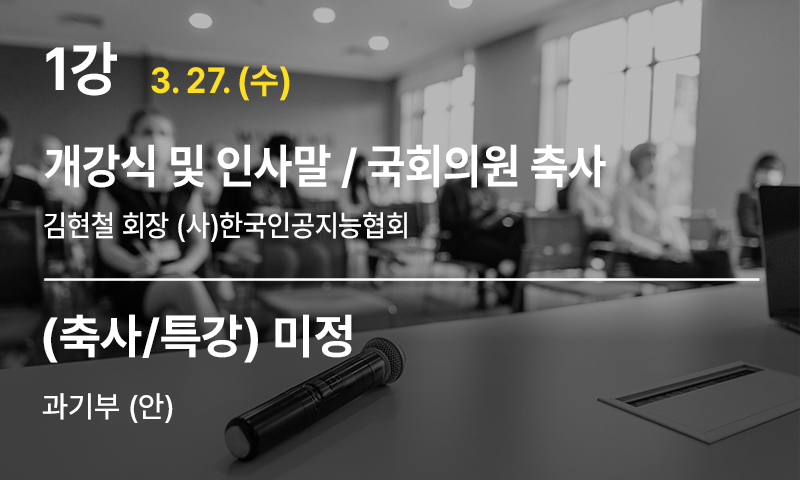 1강 3. 27. (수)
개강식 및 인사말 / 국회의원 축사
김현철 회장 (사)한국인공지능협회
(축사/특강) 미정
과기부 (안)